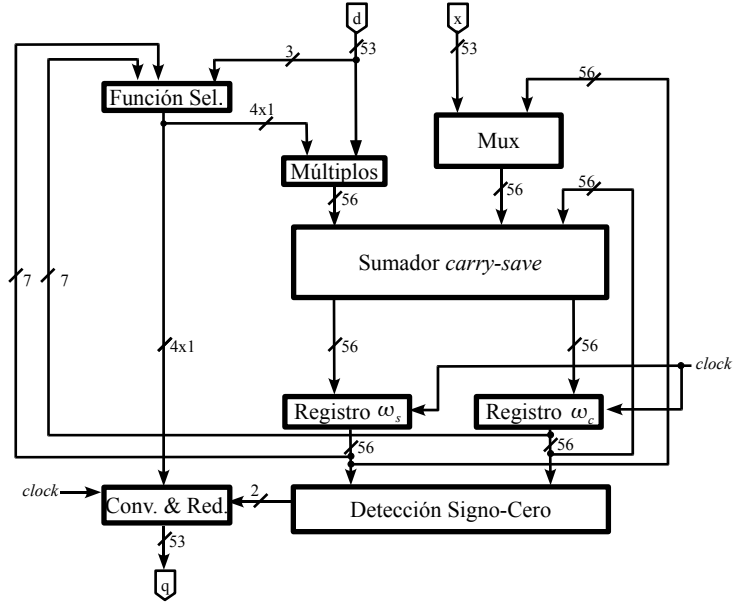 d
x
53
53
3
56
Función Sel.
4x1
Mux
Múltiplos
56
56
56
Sumador carry-save
7
7
4x1
56
56
clock
Registro ωs
Registro ωc
56
56
clock
Conv. & Red.
2
Detección Signo-Cero
53
q